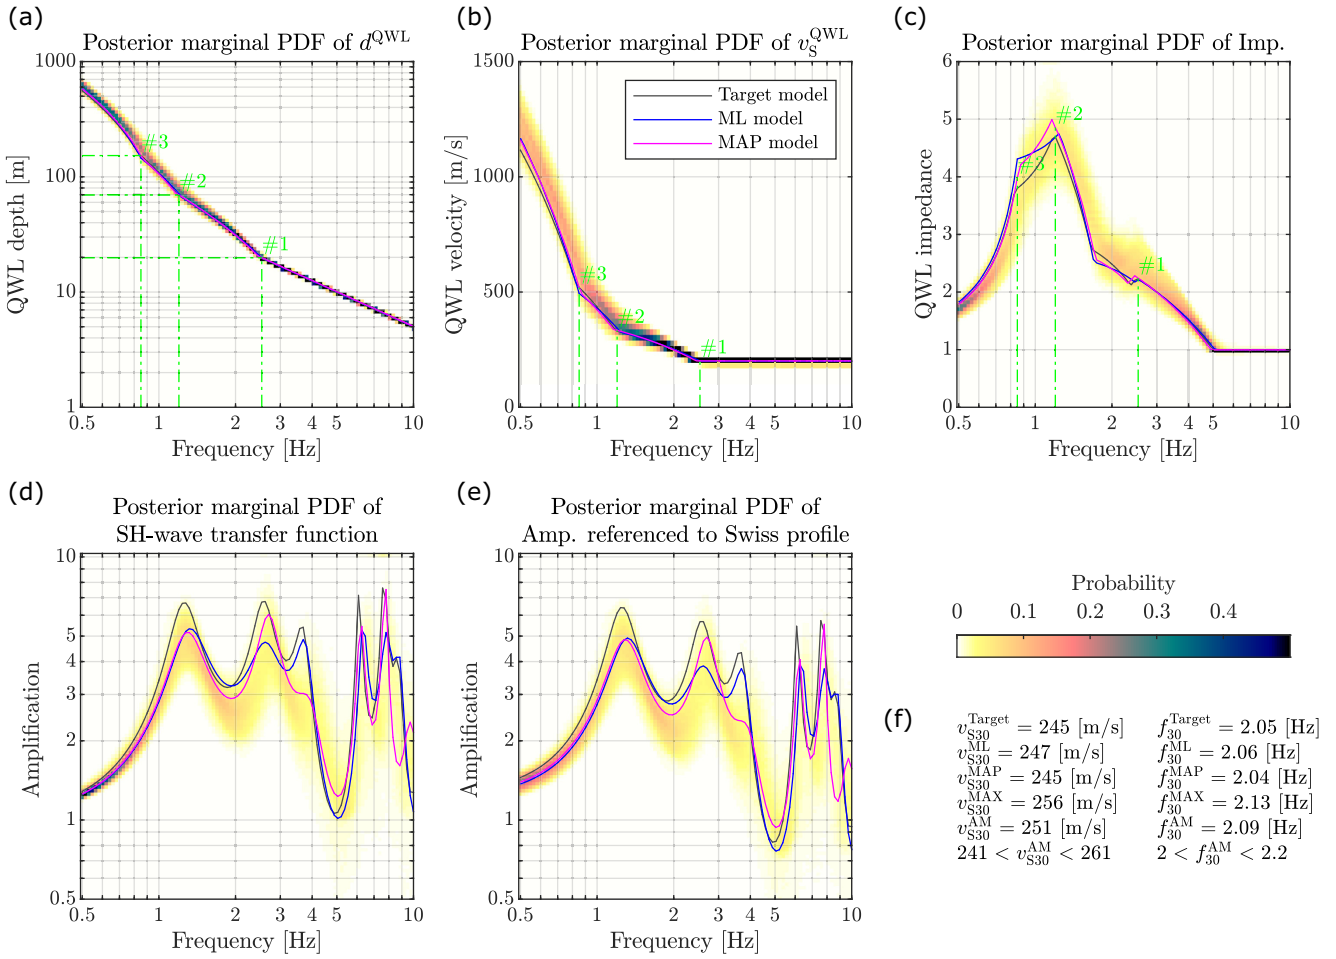 (a)
Posterior marginal PDF of d^QWL
QWL depth [m]
1000
100
10
1
#3
#2
#1
0.5 1 2 3 4 5 10
Frequency [Hz]
(b)
Posterior marginal PDF of v_S^QWL
QWL velocity [m/s]
1500
1000
500
0
Target model
ML model
MAP model
#3
#2
#1
0.5 1 2 3 4 5 10
Frequency [Hz]
(c)
Posterior marginal PDF of Imp.
QWL impedance
6
5
4
3
2
1
0
#2
#3
#1
0.5 1 2 3 4 5 10
Frequency [Hz]
(d)
Posterior marginal PDF of
SH-wave transfer function
Amplification
10
5
4
3
2
1
0.5
0.5 1 2 3 4 5 10
Frequency [Hz]
(e)
Posterior marginal PDF of
Amp. referenced to Swiss profile
Amplification
10
5
4
3
2
1
0.5
0.5 1 2 3 4 5 10
Frequency [Hz]
Probability
0 0.1 0.2 0.3 0.4
(f)
v_S30^Target = 245 [m/s] f_30^Target = 2.05 [Hz]
v_S30^ML = 247 [m/s] f_30^ML = 2.06 [Hz]
v_S30^MAP = 245 [m/s] f_30^MAP = 2.04 [Hz]
v_S30^MAX = 256 [m/s] f_30^MAX = 2.13 [Hz]
v_S30^AM = 251 [m/s] f_30^AM = 2.09 [Hz]
241 < v_S30^AM < 261 2 < f_30^AM < 2.2